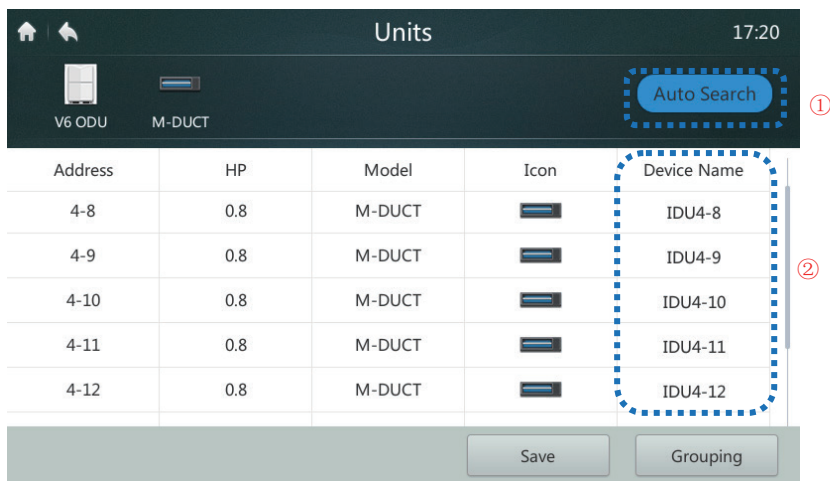 Units 17:20
V6 ODU M-DUCT Auto Search ①
Address HP Model Icon Device Name
4-8 0.8 M-DUCT IDU4-8
4-9 0.8 M-DUCT IDU4-9
②
4-10 0.8 M-DUCT IDU4-10
4-11 0.8 M-DUCT IDU4-11
4-12 0.8 M-DUCT IDU4-12
Save Grouping